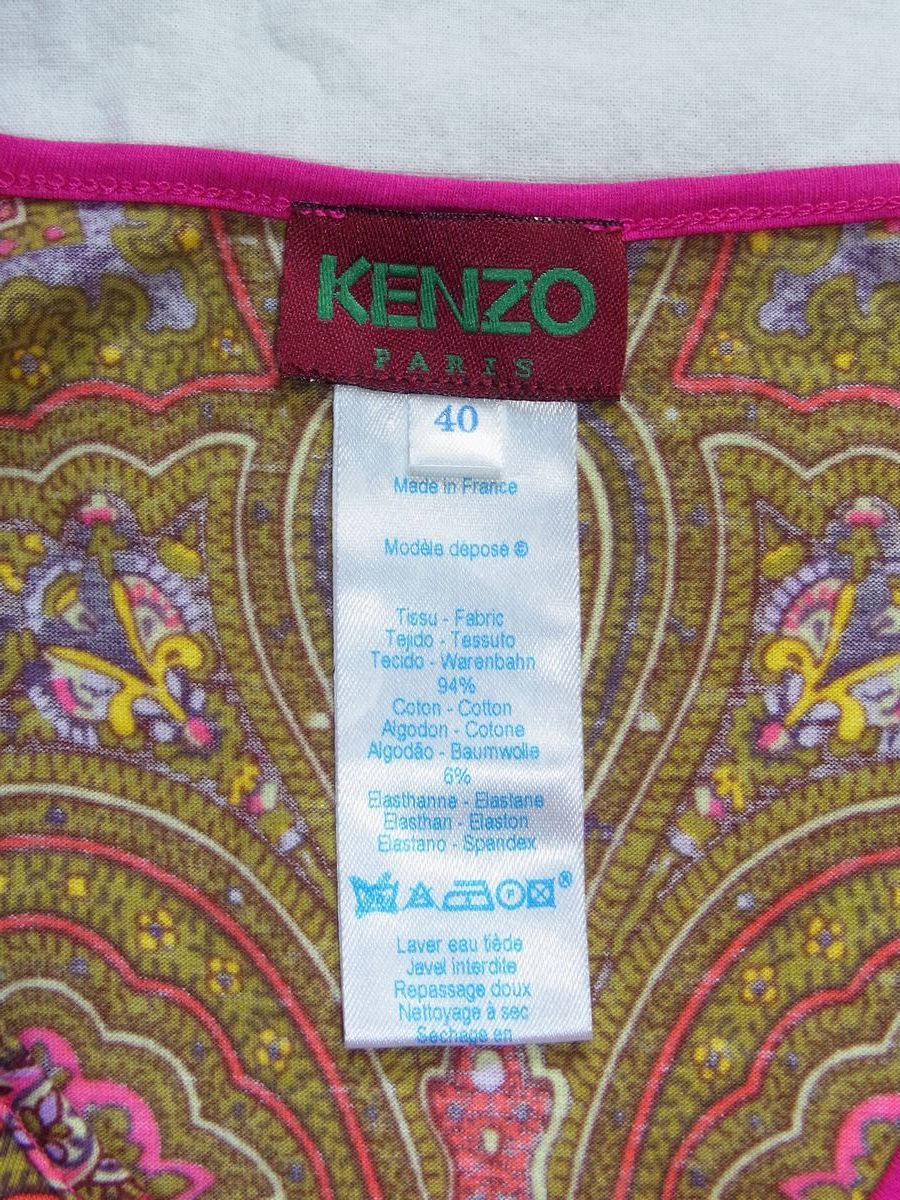 KENZO
PARIS
40
Made in France
Modèle déposé ©
Tissu - Fabric
Tejido - Tessuto
Tecido - Warenbahn
94%
Coton - Cotton
Algodon - Cotone
Algodão - Baumwolle
6%
Elasthanne - Elastane
Elasthan - Elaston
Elastano - Spandex
P ®
Laver eau tiède
Javel interdite
Repassage doux
Nettoyage à sec
Séchage en